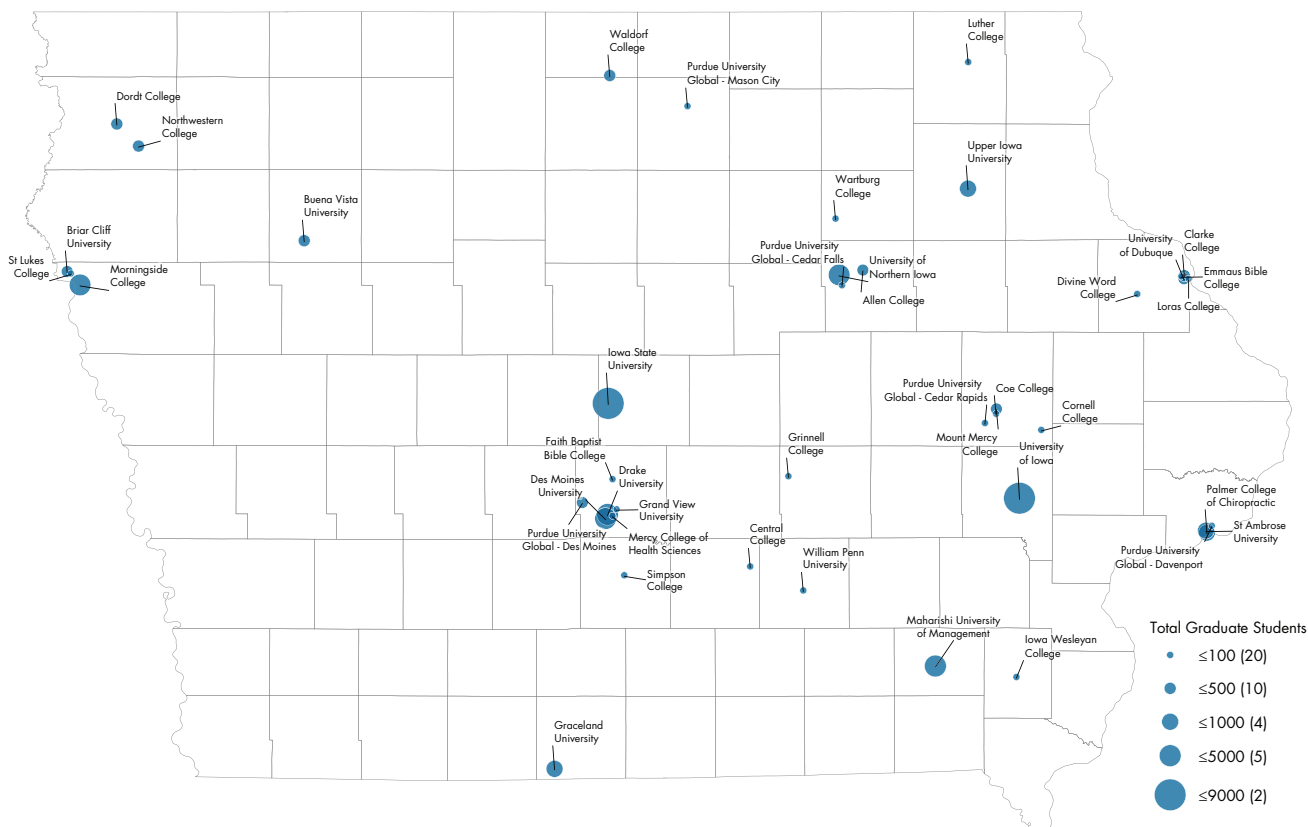 Luther
College
Waldorf
College
Purdue University
Global - Mason City
Dordt College
Northwestern
College
Upper Iowa
University
Wartburg
College
Buena Vista
University
Briar Cliff
University
St Lukes
College
Morningside
College
Purdue University
Global - Cedar Falls
University of
Northern Iowa
Allen College
University
of Dubuque
Clarke
College
Emmaus Bible
College
Divine Word
College
Loras College
Iowa State
University
Purdue University
Global - Cedar Rapids
Coe College
Cornell
College
Mount Mercy
College
University
of Iowa
Grinnell
College
Faith Baptist
Bible College
Drake
University
Des Moines
University
Grand View
University
Purdue University
Global - Des Moines
Mercy College of
Health Sciences
Palmer College
of Chiropractic
St Ambrose
University
Purdue University
Global - Davenport
Central
College
William Penn
University
Simpson
College
Maharishi University
of Management
Iowa Wesleyan
College
Graceland
University
Total Graduate Students
≤100 (20)
≤500 (10)
≤1000 (4)
≤5000 (5)
≤9000 (2)